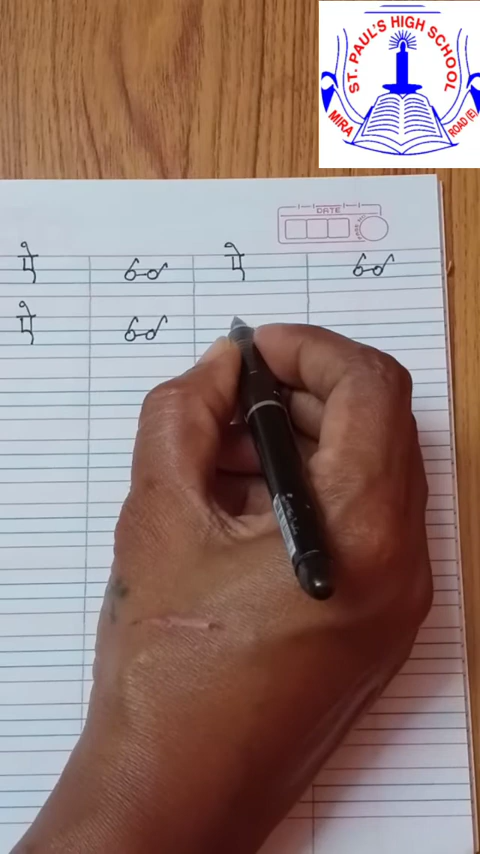 ST. PAUL'S HIGH SCHOOL
MIRA ROAD (E)
DATE
ऐ ऐ
ऐ